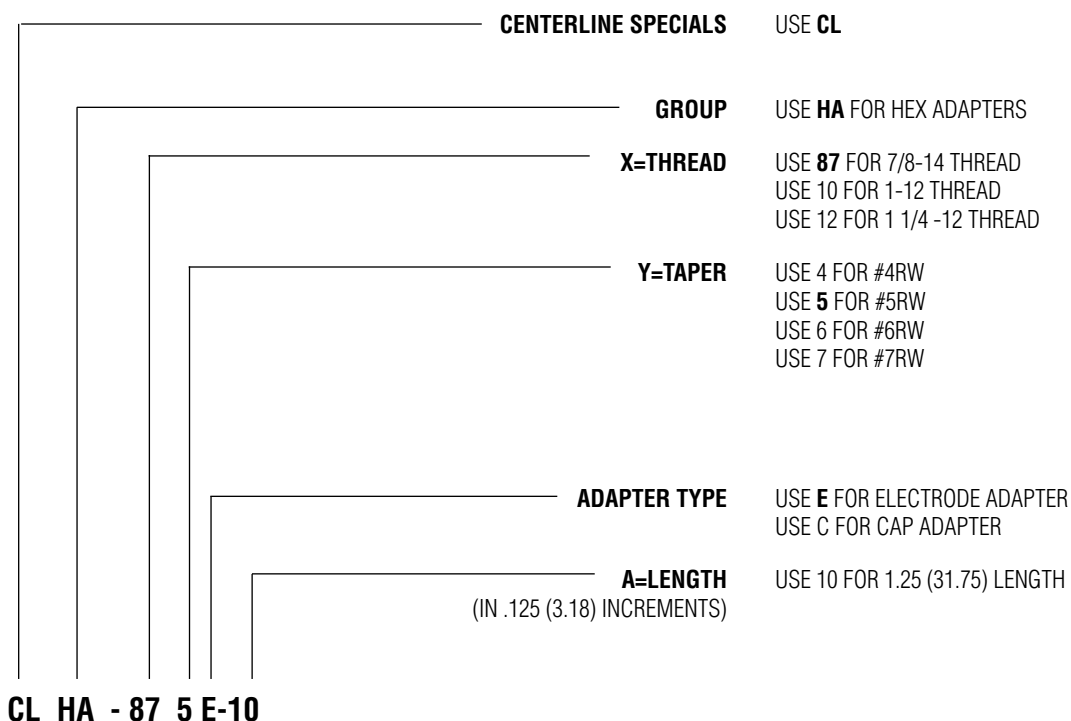 CENTERLINE SPECIALS USE CL
GROUP USE HA FOR HEX ADAPTERS
X=THREAD USE 87 FOR 7/8-14 THREAD
USE 10 FOR 1-12 THREAD
USE 12 FOR 1 1/4 -12 THREAD
Y=TAPER USE 4 FOR #4RW
USE 5 FOR #5RW
USE 6 FOR #6RW
USE 7 FOR #7RW
ADAPTER TYPE USE E FOR ELECTRODE ADAPTER
USE C FOR CAP ADAPTER
A=LENGTH USE 10 FOR 1.25 (31.75) LENGTH
(IN .125 (3.18) INCREMENTS)
CL HA - 87 5 E-10